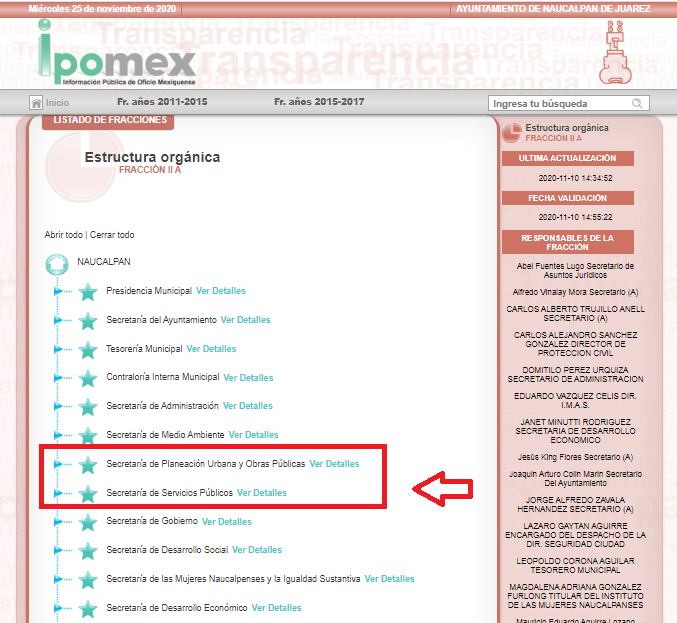 Miércoles 25 de noviembre de 2020
AYUNTAMIENTO DE NAUCALPAN DE JUAREZ
Transparencia
Transparencia
ipomex
Información Pública de Oficio Mexiquense
Inicio
Fr. años 2011-2015
Fr. años 2015-2017
Ingresa tu búsqueda
LISTADO DE FRACCIONES
Estructura orgánica
FRACCIÓN II A
Abrir todo | Cerrar todo
NAUCALPAN
Presidencia Municipal Ver Detalles
Secretaría del Ayuntamiento Ver Detalles
Tesorería Municipal Ver Detalles
Contraloría Interna Municipal Ver Detalles
Secretaría de Administración Ver Detalles
Secretaría de Medio Ambiente Ver Detalles
Secretaría de Planeación Urbana y Obras Públicas Ver Detalles
Secretaría de Servicios Públicos Ver Detalles
Secretaría de Gobierno Ver Detalles
Secretaría de Desarrollo Social Ver Detalles
Secretaría de las Mujeres Naucalpenses y la Igualdad Sustantiva Ver Detalles
Secretaría de Desarrollo Económico Ver Detalles
Estructura orgánica
FRACCIÓN II A
ULTIMA ACTUALIZACIÓN
2020-11-10 14:34:52
FECHA VALIDACIÓN
2020-11-10 14:55:22
RESPONSABLES DE LA
FRACCIÓN
Abel Fuentes Lugo Secretario de
Asuntos Jurídicos
Alfredo Vinalay Mora Secretario (A)
CARLOS ALBERTO TRUJILLO ANELL
SECRETARIO (A)
CARLOS ALEJANDRO SANCHEZ
GONZALEZ DIRECTOR DE
PROTECCION CIVIL
DOMITILO PEREZ URQUIZA
SECRETARIO DE ADMINISTRACION
EDUARDO VAZQUEZ CELIS DIR.
I.M.A.S.
JANET MINUTTI RODRIGUEZ
SECRETARIA DE DESARROLLO
ECONOMICO
Jesús King Flores Secretario (A)
Joaquin Arturo Colin Marin Secretario
Del Ayuntamiento
JORGE ALFREDO ZAVALA
HERNANDEZ SECRETARIO (A)
LAZARO GAYTAN AGUIRRE
ENCARGADO DEL DESPACHO DE LA
DIR. SEGURIDAD CIUDAD
LEOPOLDO CORONA AGUILAR
TESORERO MUNICIPAL
MAGDALENA ADRIANA GONZALEZ
FURLONG TITULAR DEL INSTITUTO
DE LAS MUJERES NAUCALPANSES
Mauricio Eduardo Aguirre Lozano